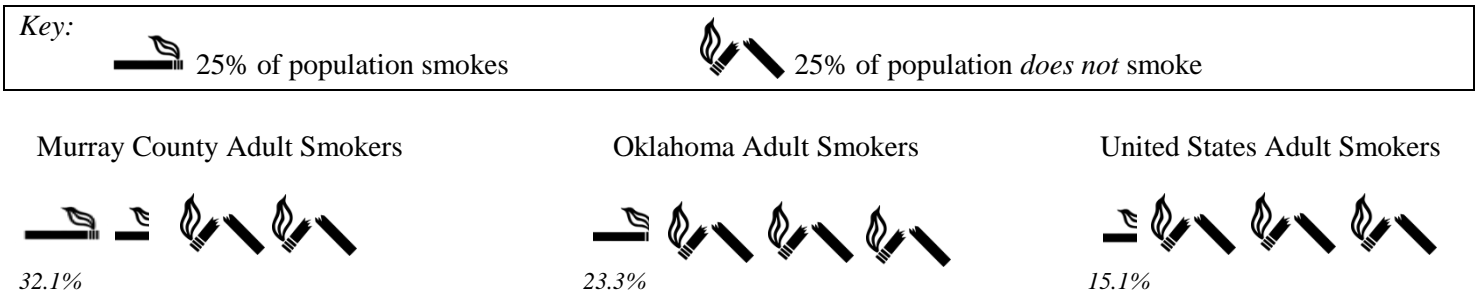 Key:
25% of population smokes 25% of population does not smoke
Murray County Adult Smokers Oklahoma Adult Smokers United States Adult Smokers
32.1% 23.3% 15.1%